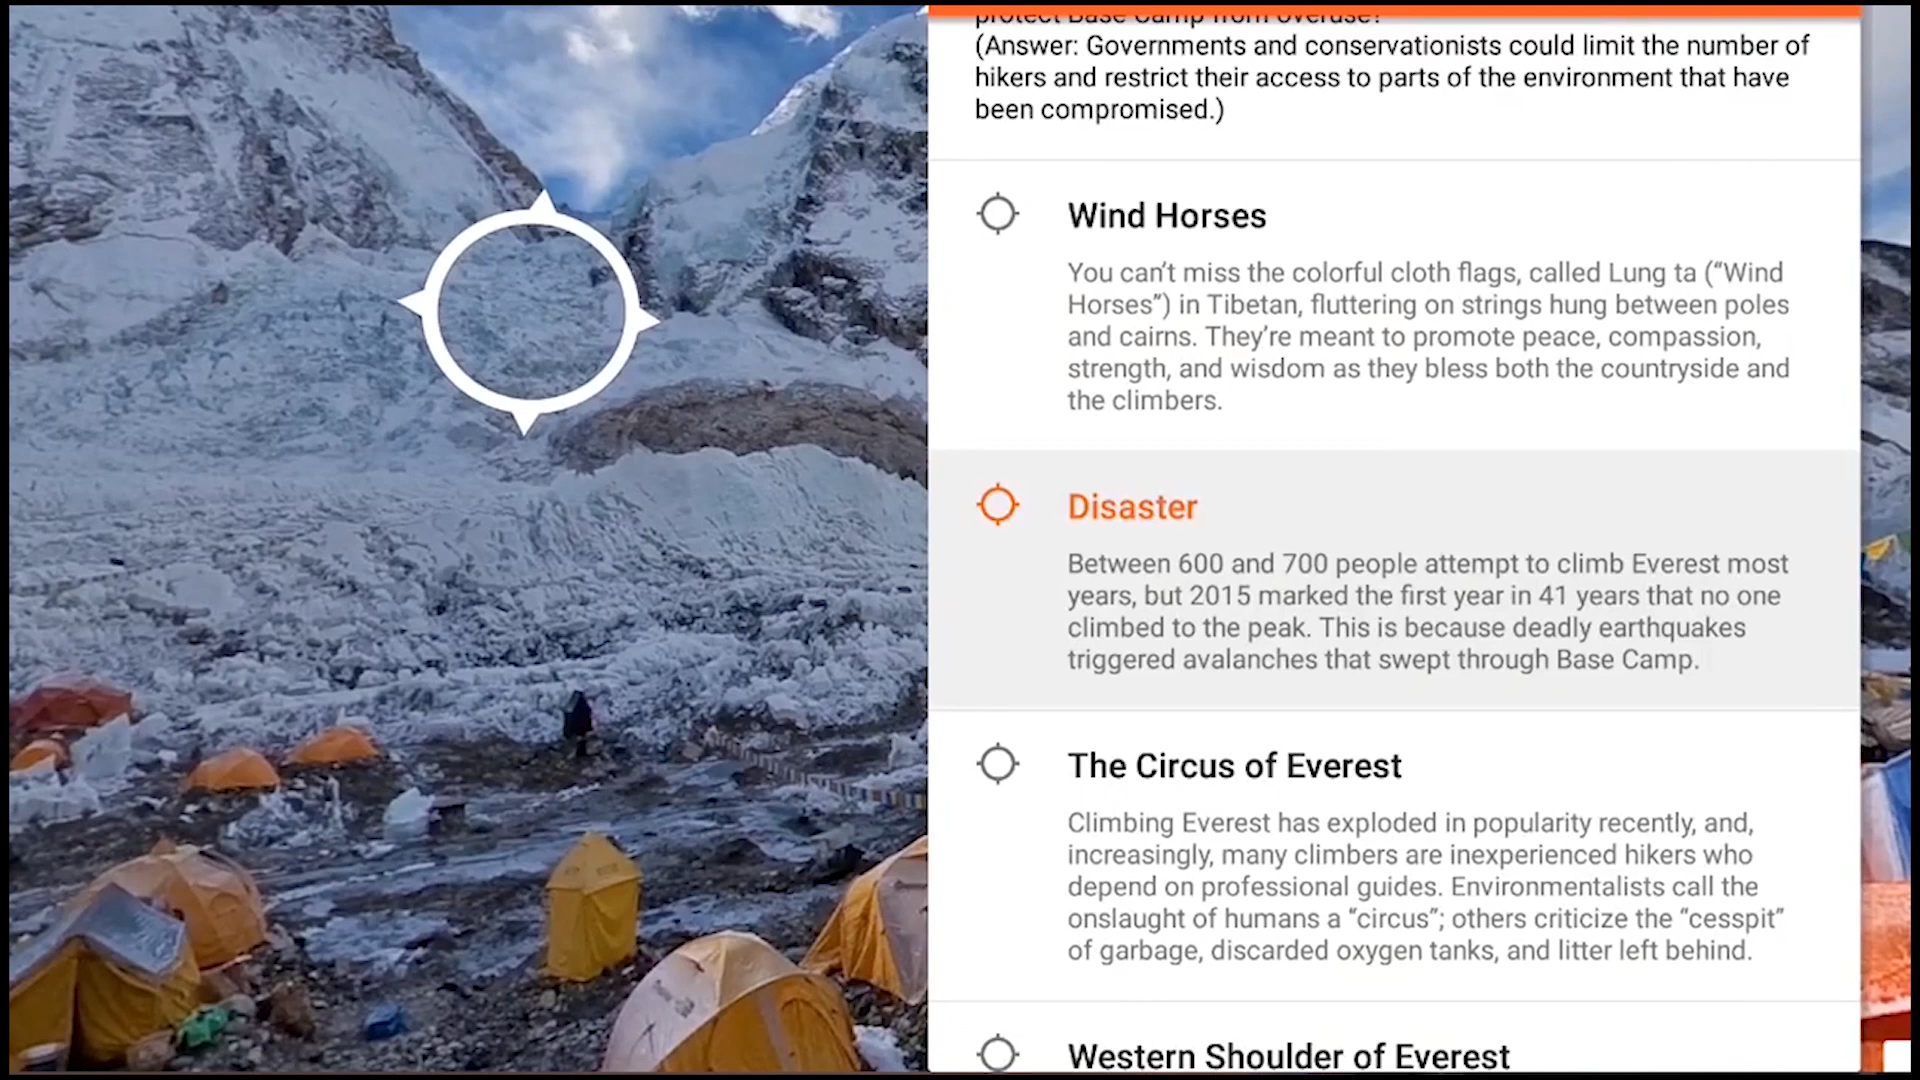 protect Base Camp from overuse?
(Answer: Governments and conservationists could limit the number of
hikers and restrict their access to parts of the environment that have
been compromised.)
Wind Horses
You can't miss the colorful cloth flags, called Lung ta (“Wind
Horses”) in Tibetan, fluttering on strings hung between poles
and cairns. They're meant to promote peace, compassion,
strength, and wisdom as they bless both the countryside and
the climbers.
Disaster
Between 600 and 700 people attempt to climb Everest most
years, but 2015 marked the first year in 41 years that no one
climbed to the peak. This is because deadly earthquakes
triggered avalanches that swept through Base Camp.
The Circus of Everest
Climbing Everest has exploded in popularity recently, and,
increasingly, many climbers are inexperienced hikers who
depend on professional guides. Environmentalists call the
onslaught of humans a “circus”; others criticize the “cesspit”
of garbage, discarded oxygen tanks, and litter left behind.
Western Shoulder of Everest